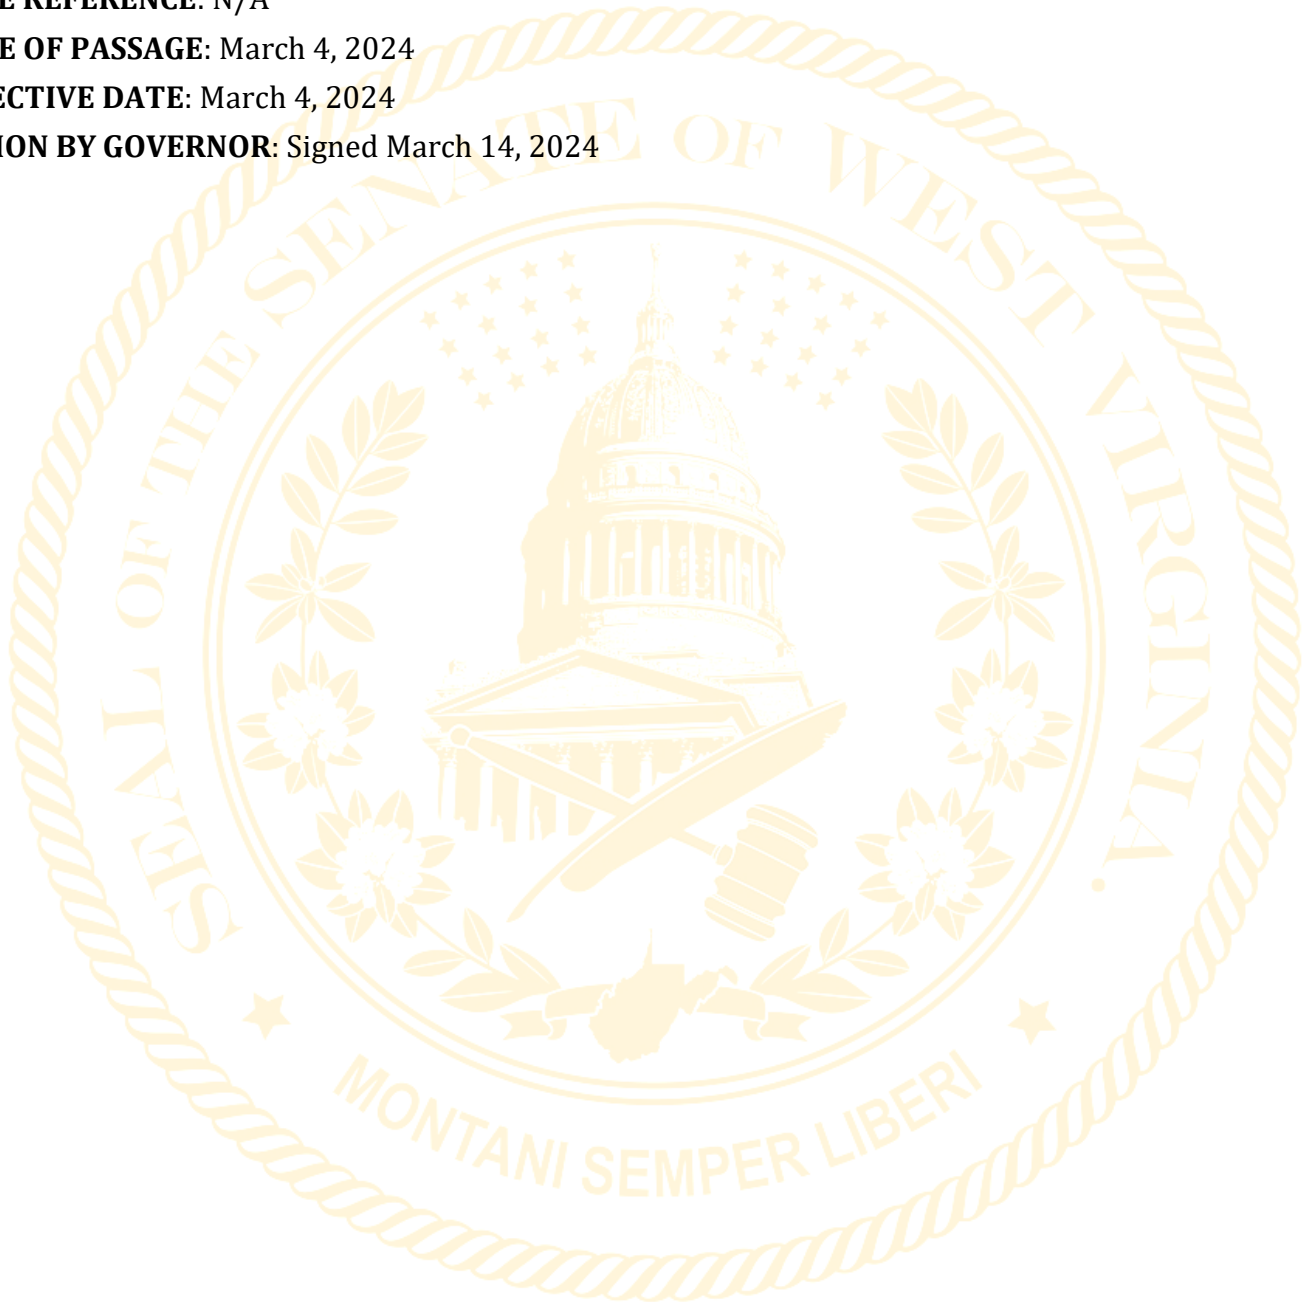 E REFERENCE: N/A
E OF PASSAGE: March 4, 2024
ECTIVE DATE: March 4, 2024
ION BY GOVERNOR: Signed March 14, 2024
SEAL OF THE SENATE OF WEST VIRGINIA.
MONTANI SEMPER LIBERI